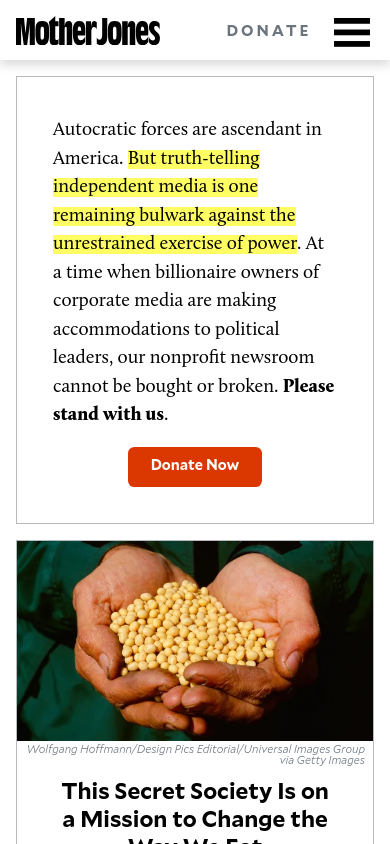 Mother Jones
DONATE
Autocratic forces are ascendant in
America. But truth-telling
independent media is one
remaining bulwark against the
unrestrained exercise of power. At
a time when billionaire owners of
corporate media are making
accommodations to political
leaders, our nonprofit newsroom
cannot be bought or broken. Please
stand with us.
Donate Now
Wolfgang Hoffmann/Design Pics Editorial/Universal Images Group
via Getty Images
This Secret Society Is on
a Mission to Change the
Way We Eat